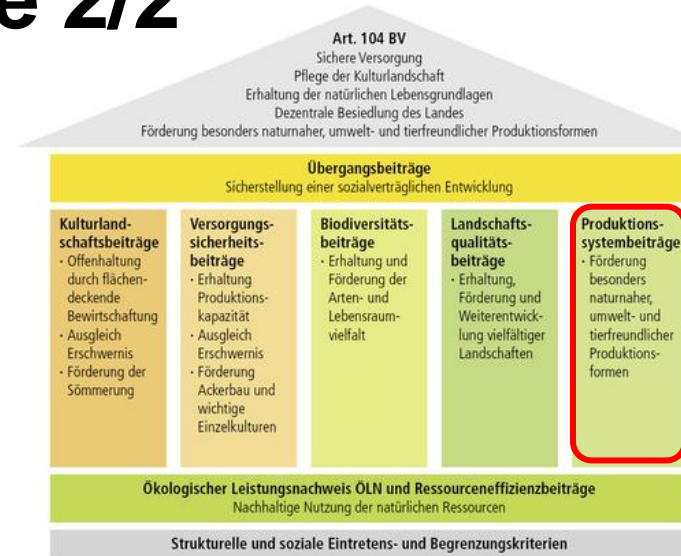 e 2/2
Art. 104 BV
Sichere Versorgung
Pflege der Kulturlandschaft
Erhaltung der natürlichen Lebensgrundlagen
Dezentrale Besiedlung des Landes
Förderung besonders naturnaher, umwelt- und tierfreundlicher Produktionsformen
Übergangsbeiträge
Sicherstellung einer sozialverträglichen Entwicklung
Kulturland-
schaftsbeiträge
· Offenhaltung
durch flächen-
deckende
Bewirtschaftung
· Ausgleich
Erschwernis
· Förderung der
Sömmerung
Versorgungs-
sicherheits-
beiträge
· Erhaltung
Produktions-
kapazität
· Ausgleich
Erschwernis
· Förderung
Ackerbau und
wichtige
Einzelkulturen
Biodiversitäts-
beiträge
· Erhaltung und
Förderung der
Arten- und
Lebensraum-
vielfalt
Landschafts-
qualitäts-
beiträge
· Erhaltung,
Förderung und
Weiterentwick-
lung vielfältiger
Landschaften
Produktions-
systembeiträge
· Förderung
besonders
naturnaher,
umwelt- und
tierfreundlicher
Produktions-
formen
Ökologischer Leistungsnachweis ÖLN und Ressourceneffizienzbeiträge
Nachhaltige Nutzung der natürlichen Ressourcen
Strukturelle und soziale Eintretens- und Begrenzungskriterien